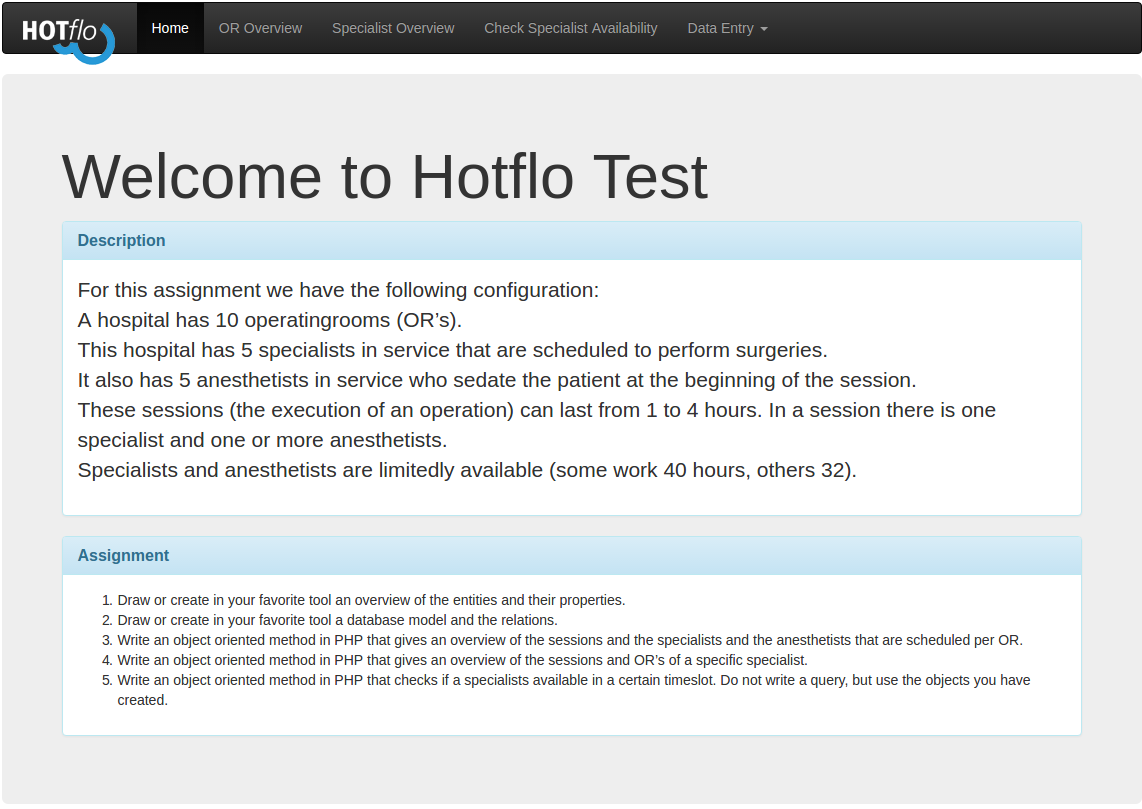 HOTflo Home OR Overview Specialist Overview Check Specialist Availability Data Entry
Welcome to Hotflo Test
Description
For this assignment we have the following configuration:
A hospital has 10 operatingrooms (OR’s).
This hospital has 5 specialists in service that are scheduled to perform surgeries.
It also has 5 anesthetists in service who sedate the patient at the beginning of the session.
These sessions (the execution of an operation) can last from 1 to 4 hours. In a session there is one
specialist and one or more anesthetists.
Specialists and anesthetists are limitedly available (some work 40 hours, others 32).
Assignment
1. Draw or create in your favorite tool an overview of the entities and their properties.
2. Draw or create in your favorite tool a database model and the relations.
3. Write an object oriented method in PHP that gives an overview of the sessions and the specialists and the anesthetists that are scheduled per OR.
4. Write an object oriented method in PHP that gives an overview of the sessions and OR’s of a specific specialist.
5. Write an object oriented method in PHP that checks if a specialists available in a certain timeslot. Do not write a query, but use the objects you have
created.